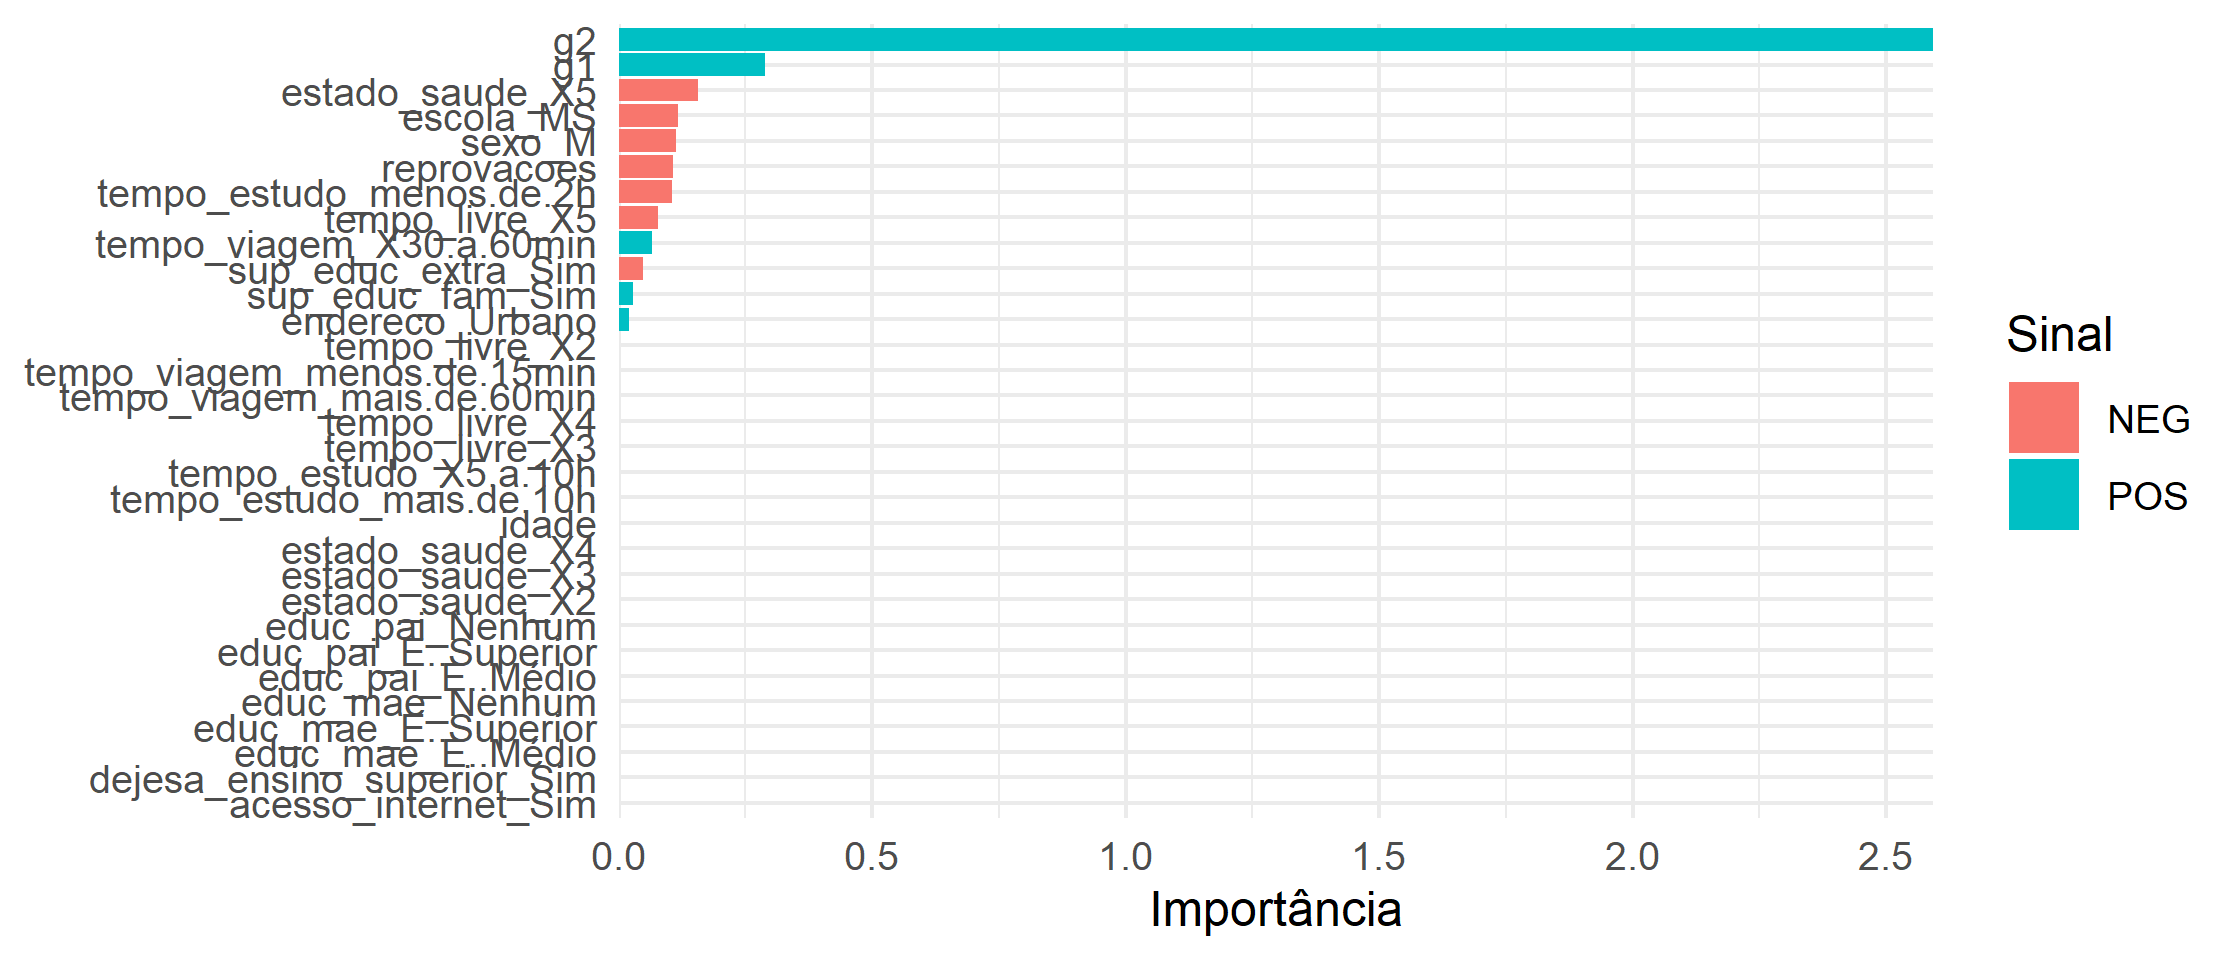 g2
g1
estado_saude_X5
escola_MS
sexo_M
reprovacoes
tempo_estudo_menos.de.2h
tempo_livre_X5
tempo_viagem_X30.a.60min
sup_educ_extra_Sim
sup_educ_fam_Sim
endereco_Urbano
tempo_livre_X2
tempo_viagem_menos.de.15min
tempo_viagem_mais.de.60min
tempo_livre_X4
tempo_livre_X3
tempo_estudo_X5.a.10h
tempo_estudo_mais.de.10h
idade
estado_saude_X4
estado_saude_X3
estado_saude_X2
educ_pai_Nenhum
educ_pai_E..Superior
educ_pai_E..Médio
educ_mae_Nenhum
educ_mae_E..Superior
educ_mae_E..Médio
dejesa_ensino_superior_Sim
acesso_internet_Sim
0.0 0.5 1.0 1.5 2.0 2.5
Importância
Sinal
NEG
POS